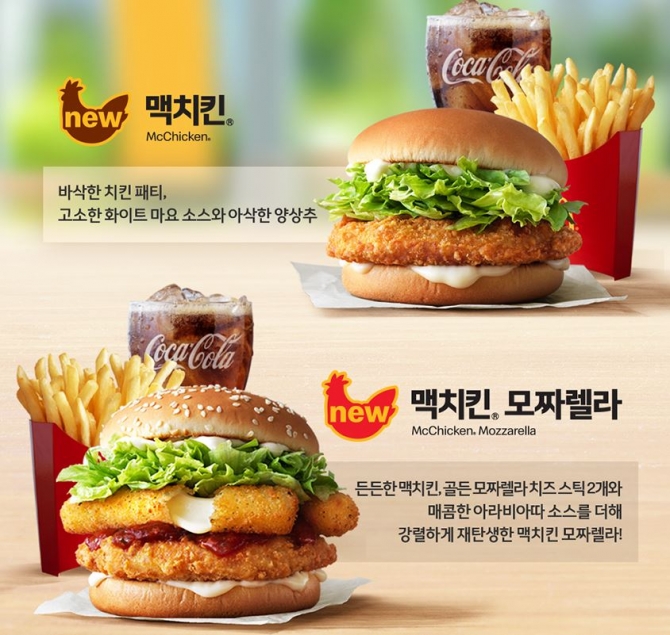 Coca-Cola
new
맥치킨®
McChicken®
바삭한 치킨 패티,
고소한 화이트 마요 소스와 아삭한 양상추
Coca-Cola
new
맥치킨® 모짜렐라
McChicken® Mozzarella
든든한 맥치킨, 골든 모짜렐라 치즈 스틱 2개와
매콤한 아라비아따 소스를 더해
강렬하게 재탄생한 맥치킨 모짜렐라!